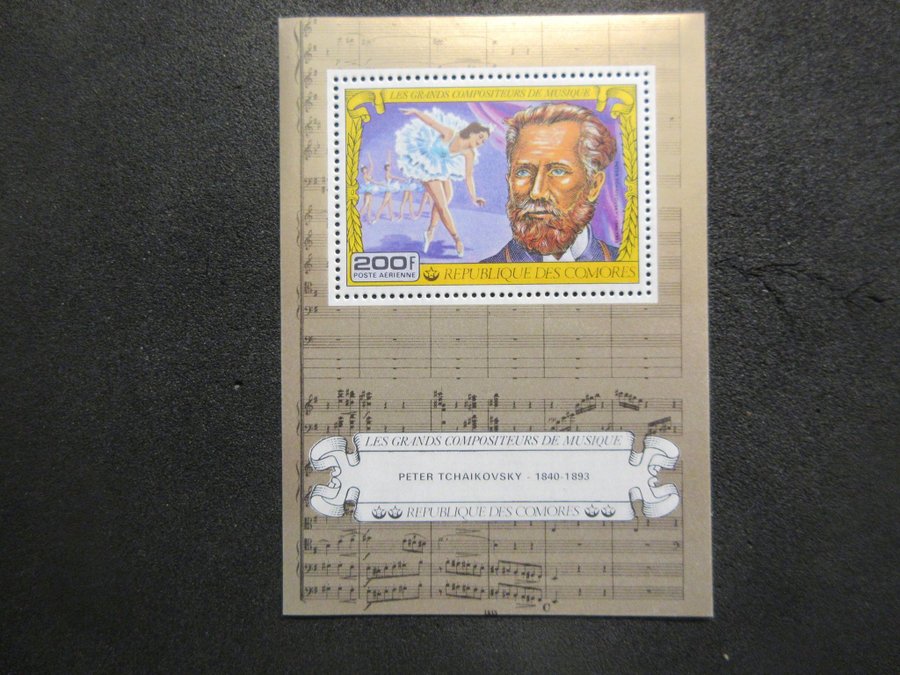 LES GRANDS COMPOSITEURS DE MUSIQUE
200F
POSTE AÉRIENNE
REPUBLIQUE DES COMORES
LES GRANDS COMPOSITEURS DE MUSIQUE
PETER TCHAIKOVSKY - 1840-1893
REPUBLIQUE DES COMORES